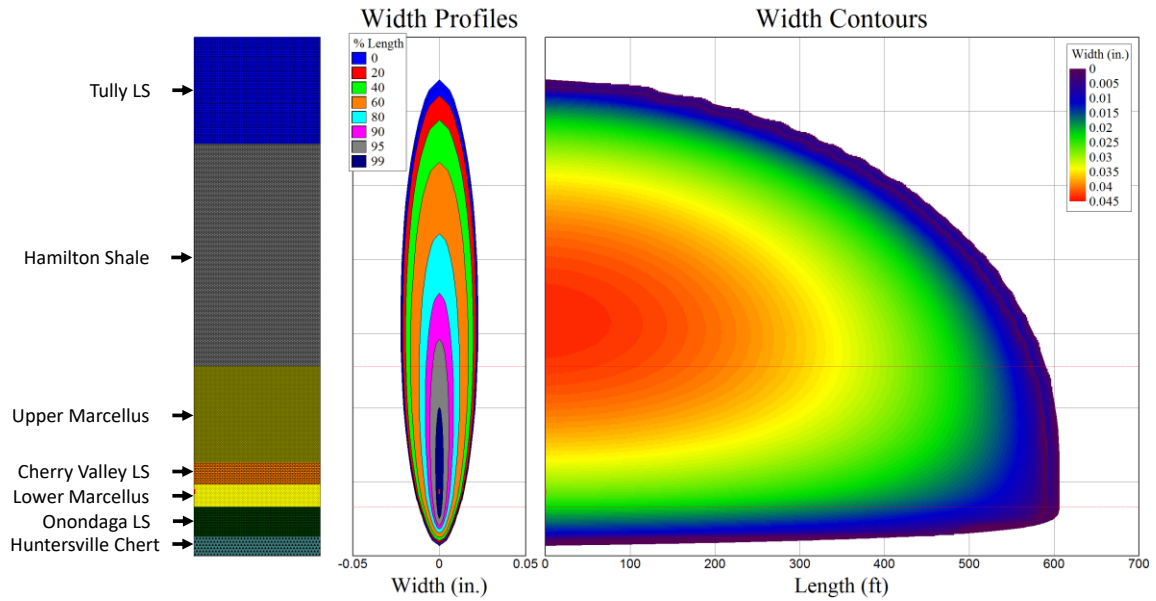 Width Profiles
Width Contours
% Length
0
20
40
60
80
90
95
99
Width (in.)
0
0.005
0.01
0.015
0.02
0.025
0.03
0.035
0.04
0.045
Tully LS
Hamilton Shale
Upper Marcellus
Cherry Valley LS
Lower Marcellus
Onondaga LS
Huntersville Chert
-0.05 0 0.05
0 100 200 300 400 500 600 700
Width (in.)
Length (ft)